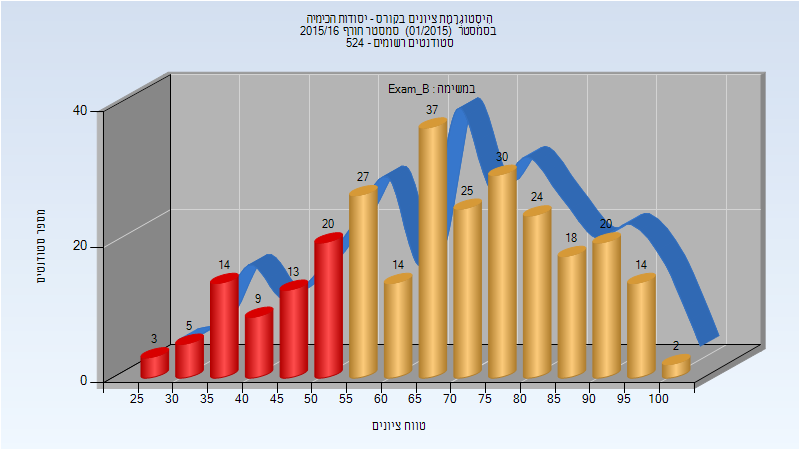 היסטוגרמת ציונים בקורס - יסודות הכימיה
בסמסטר (01/2015) סמסטר חורף 2015/16
סטודנטים רשומים - 524
במשימה : Exam_B
מספר סטודנטים
40
20
0
3
5
14
9
13
20
27
14
37
25
30
24
18
20
14
2
25 30 35 40 45 50 55 60 65 70 75 80 85 90 95 100
טווח ציונים